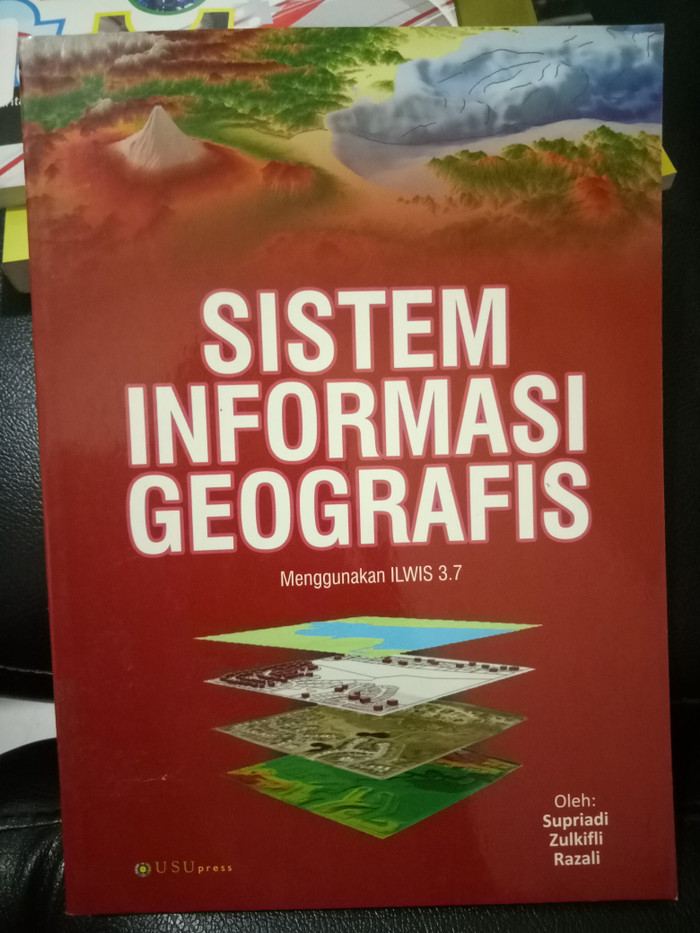 SISTEM
INFORMASI
GEOGRAFIS
Menggunakan ILWIS 3.7
Oleh:
Supriadi
Zulkifli
Razali
USUpress